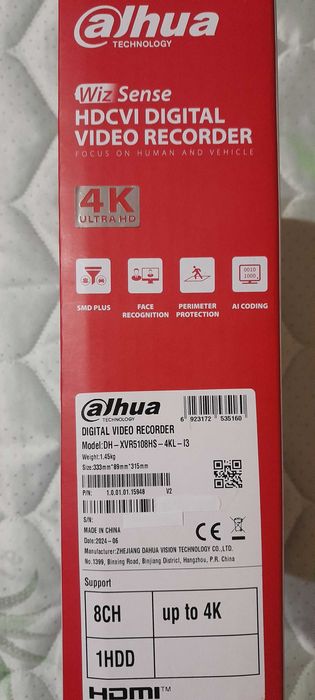 alhua
TECHNOLOGY
Wiz Sense
HDCVI DIGITAL
VIDEO RECORDER
FOCUS ON HUMAN AND VEHICLE
4K
ULTRA HD
SMD PLUS
FACE RECOGNITION
PERIMETER PROTECTION
0010
1000
AI CODING
alhua
TECHNOLOGY
6 923172 535160
DIGITAL VIDEO RECORDER
Model:DH-XVR5108HS-4KL-I3
Weight:1.45kg
Size:333mm*89mm*315mm
P/N: 1.0.01.01.15948 V2
S/N:
MADE IN CHINA
Date:2024-06
CE
Manufacturer:ZHEJIANG DAHUA VISION TECHNOLOGY CO.,LTD.
No.1399, Binxing Road, Binjiang District, Hangzhou, P.R. China
Support
8CH up to 4K
1HDD
HDMI™